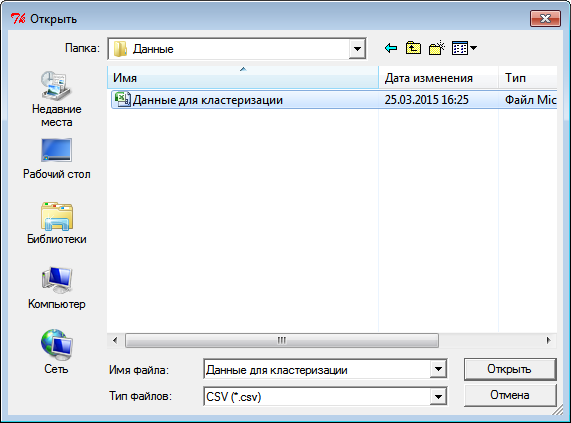 Открыть
Папка: Данные
Имя Дата изменения Тип
Данные для кластеризации 25.03.2015 16:25 Файл Mic
Недавние
места
Рабочий стол
Библиотеки
Компьютер
Сеть
Имя файла: Данные для кластеризации Открыть
Тип файлов: CSV (*.csv) Отмена